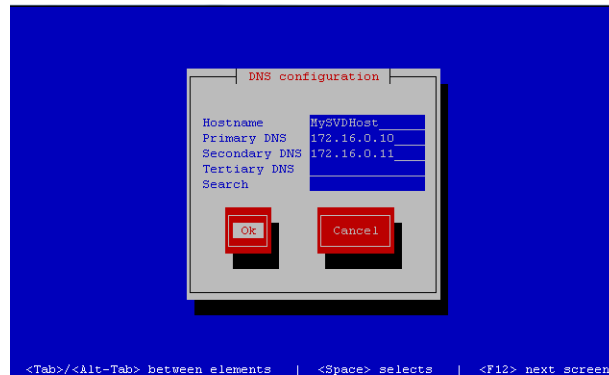 DNS configuration
Hostname MySVDHost
Primary DNS 172.16.0.10
Secondary DNS 172.16.0.11
Tertiary DNS
Search
Ok Cancel
<Tab>/<Alt-Tab> between elements | <Space> selects | <F12> next screen